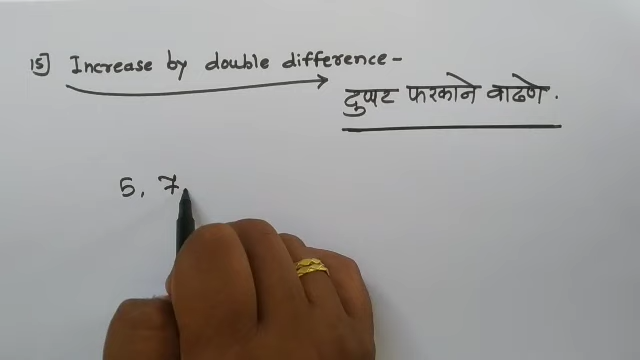 15] Increase by double difference -
दुप्पट फरकाने वाढणे .
5, 7